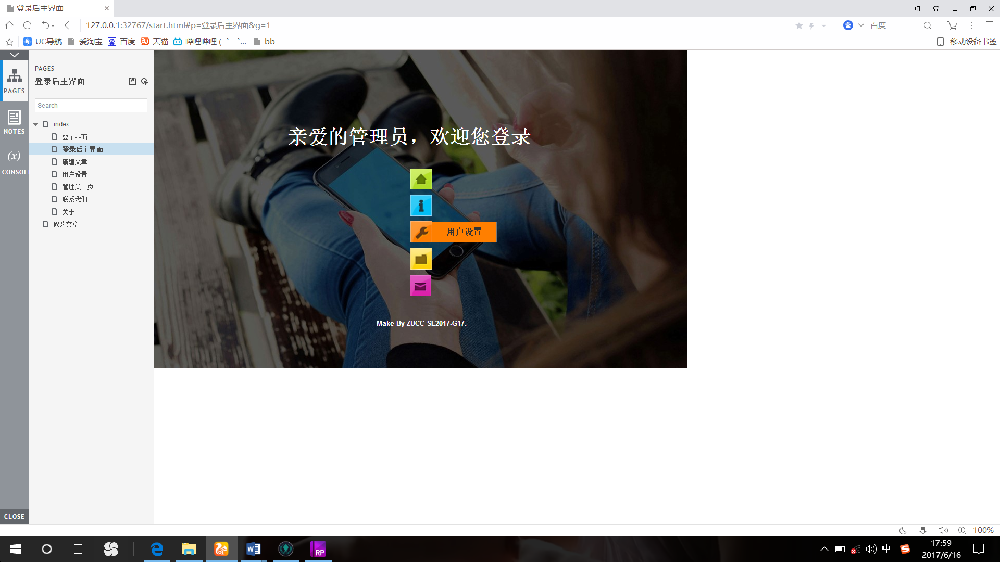 登录后主界面
127.0.0.1:32767/start.html#p=登录后主界面&g=1
百度
UC导航
爱淘宝
百度
天猫
哔哩哔哩 (゜-゜...
bb
移动设备书签
PAGES
NOTES
(x)
CONSOL
CLOSE
PAGES
登录后主界面
Search
index
登录界面
登录后主界面
新建文章
用户设置
管理员首页
联系我们
关于
修改文章
亲爱的管理员，欢迎您登录
用户设置
Make By ZUCC SE2017-G17.
100%
RP
中
17:59
2017/6/16